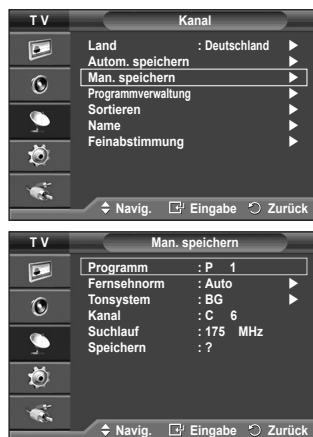 T V Kanal
Land : Deutschland
Autom. speichern
Man. speichern
Programmverwaltung
Sortieren
Name
Feinabstimmung
Navig. Eingabe Zurück
T V Man. speichern
Programm : P 1
Fernsehnorm : Auto
Tonsystem : BG
Kanal : C 6
Suchlauf : 175 MHz
Speichern : ?
Navig. Eingabe Zurück